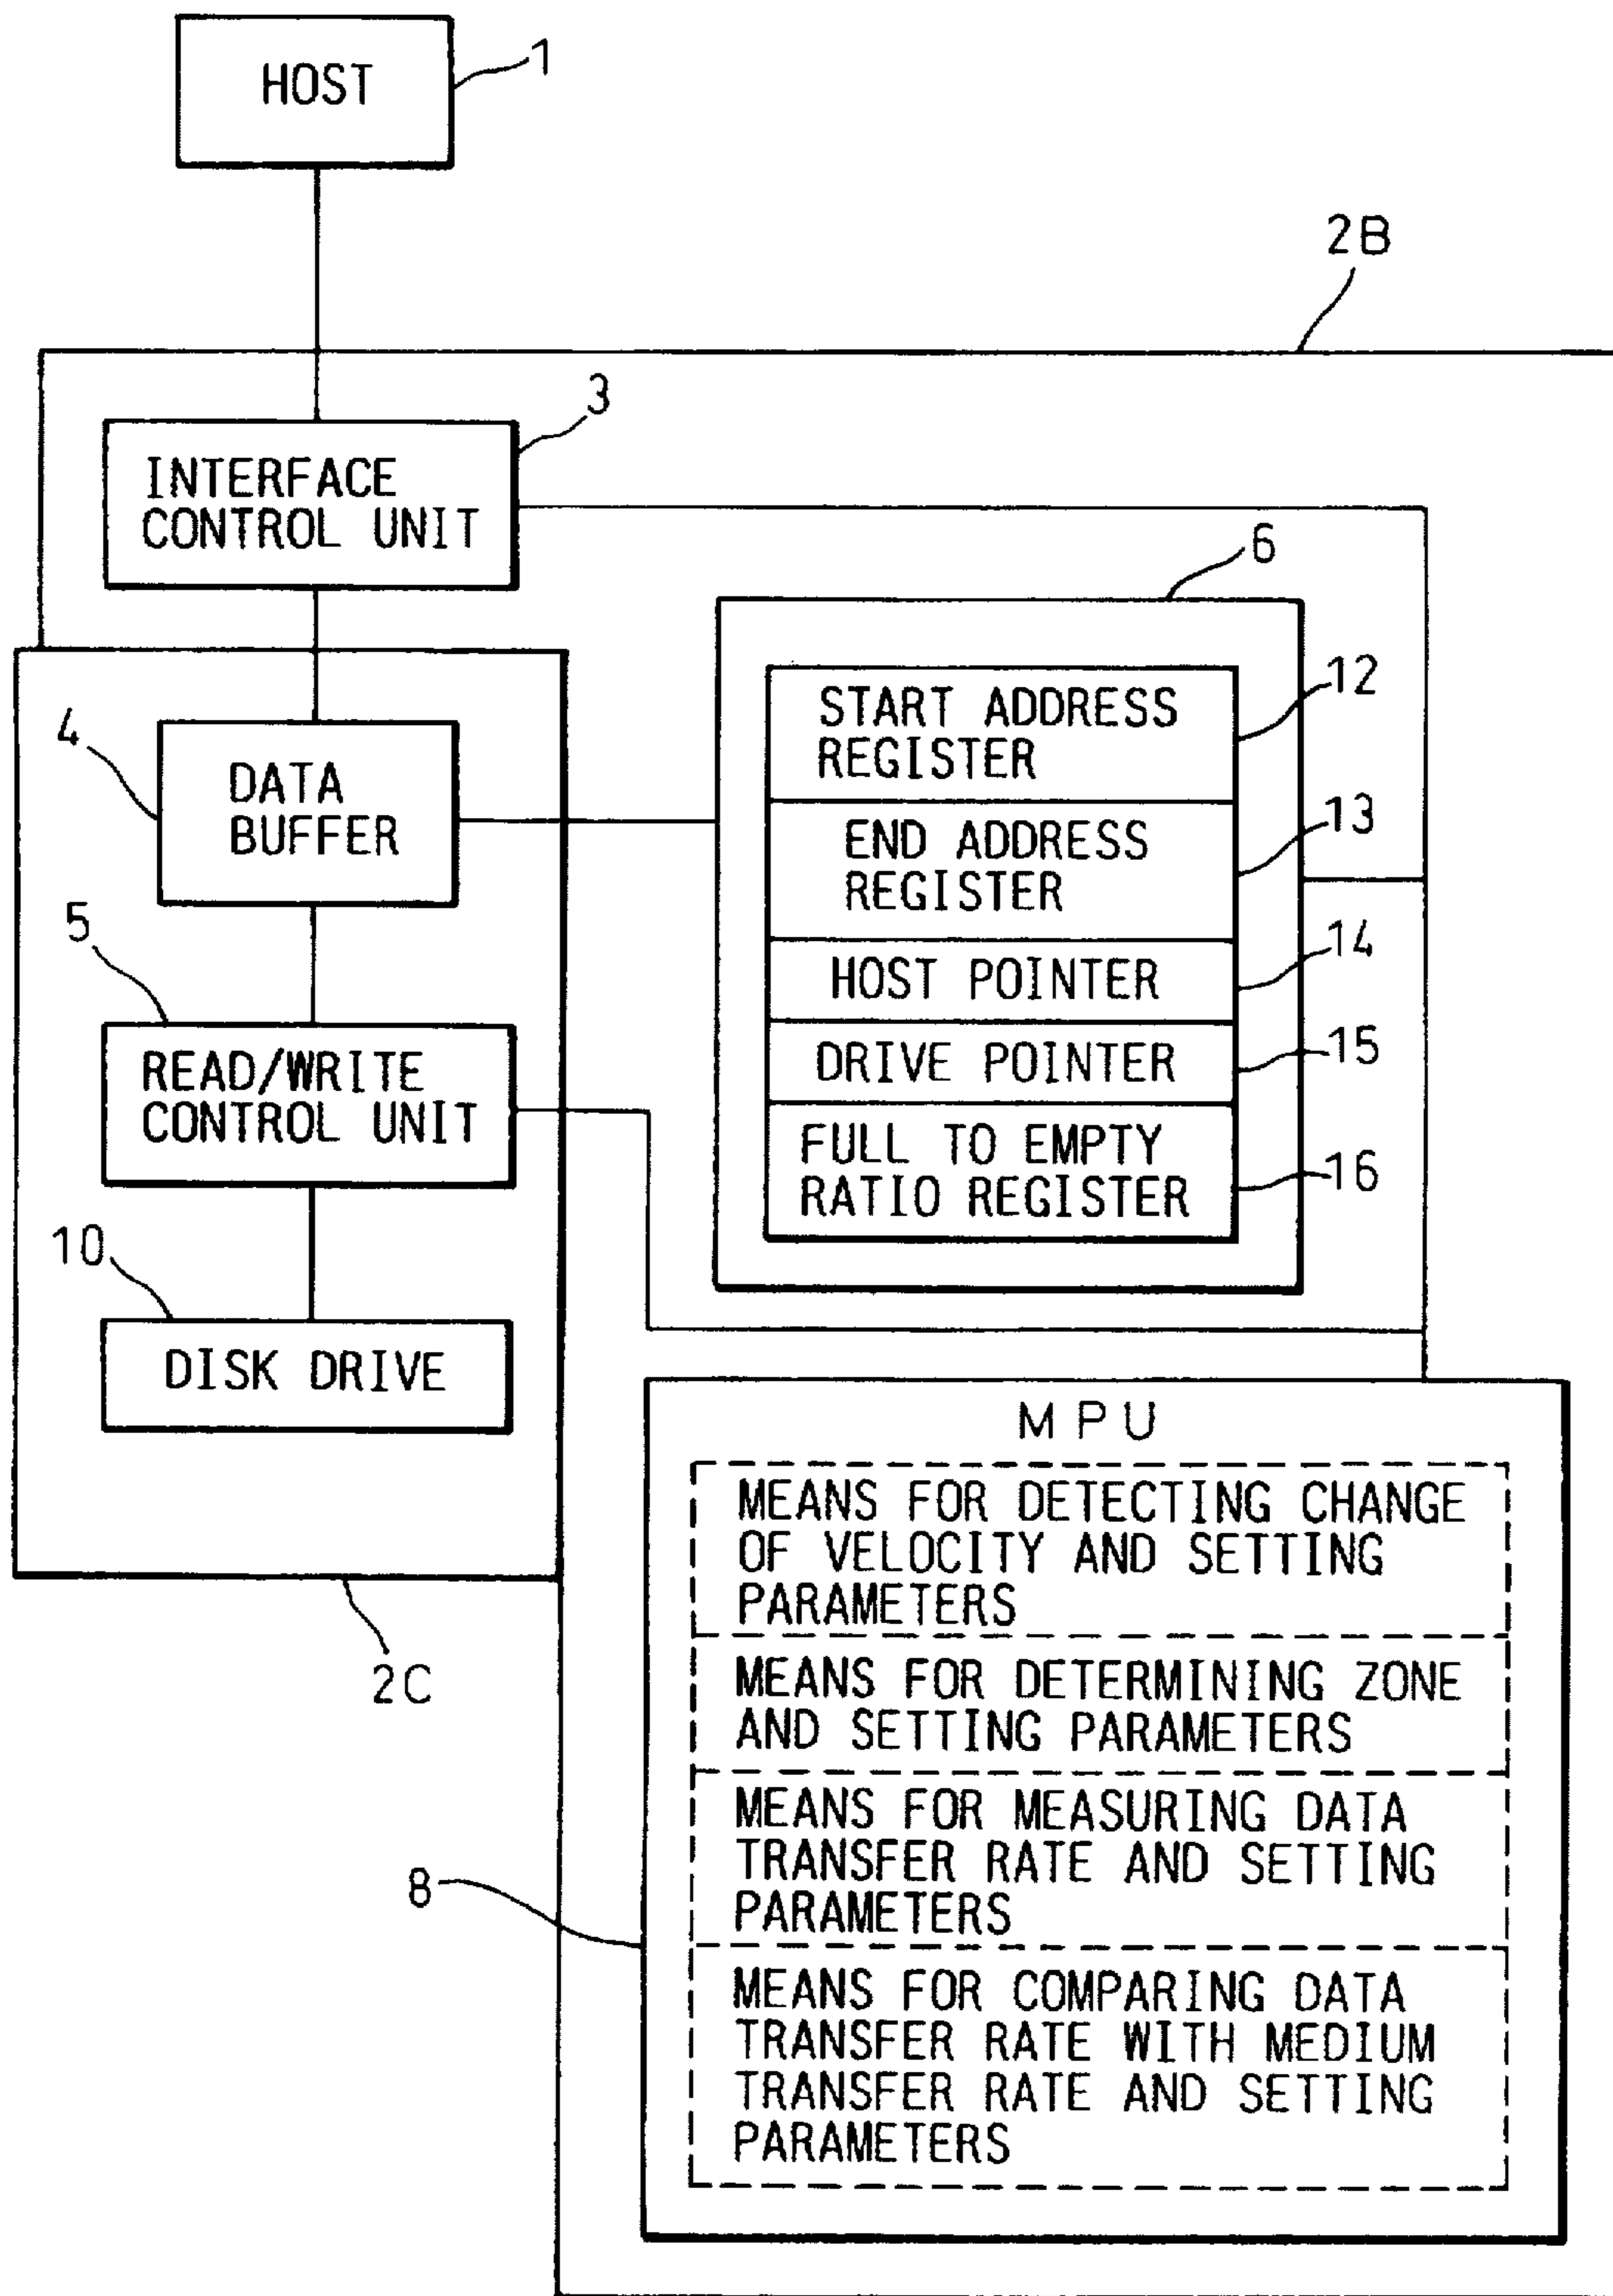 HOST
1
2B
3
INTERFACE
CONTROL UNIT
6
4
DATA
BUFFER
START ADDRESS
REGISTER
12
END ADDRESS
REGISTER
13
HOST POINTER
14
DRIVE POINTER
15
FULL TO EMPTY
RATIO REGISTER
16
5
READ/WRITE
CONTROL UNIT
10
DISK DRIVE
2C
MPU
MEANS FOR DETECTING CHANGE
OF VELOCITY AND SETTING
PARAMETERS
MEANS FOR DETERMINING ZONE
AND SETTING PARAMETERS
MEANS FOR MEASURING DATA
TRANSFER RATE AND SETTING
PARAMETERS
8
MEANS FOR COMPARING DATA
TRANSFER RATE WITH MEDIUM
TRANSFER RATE AND SETTING
PARAMETERS